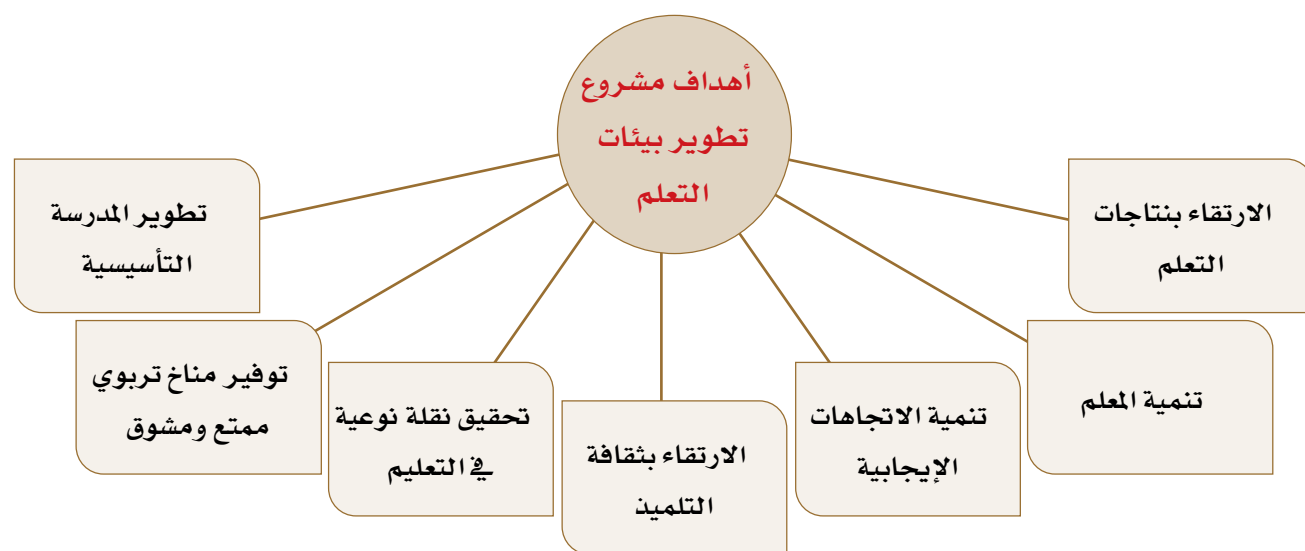 أهداف مشروع
تطوير بيئات
التعلم
الارتقاء بنتاجات
التعلم
تنمية المعلم
تنمية الاتجاهات
الإيجابية
الارتقاء بثقافة
التلميذ
تحقيق نقلة نوعية
في التعليم
توفير مناخ تربوي
ممتع ومشوق
تطوير المدرسة
التأسيسية